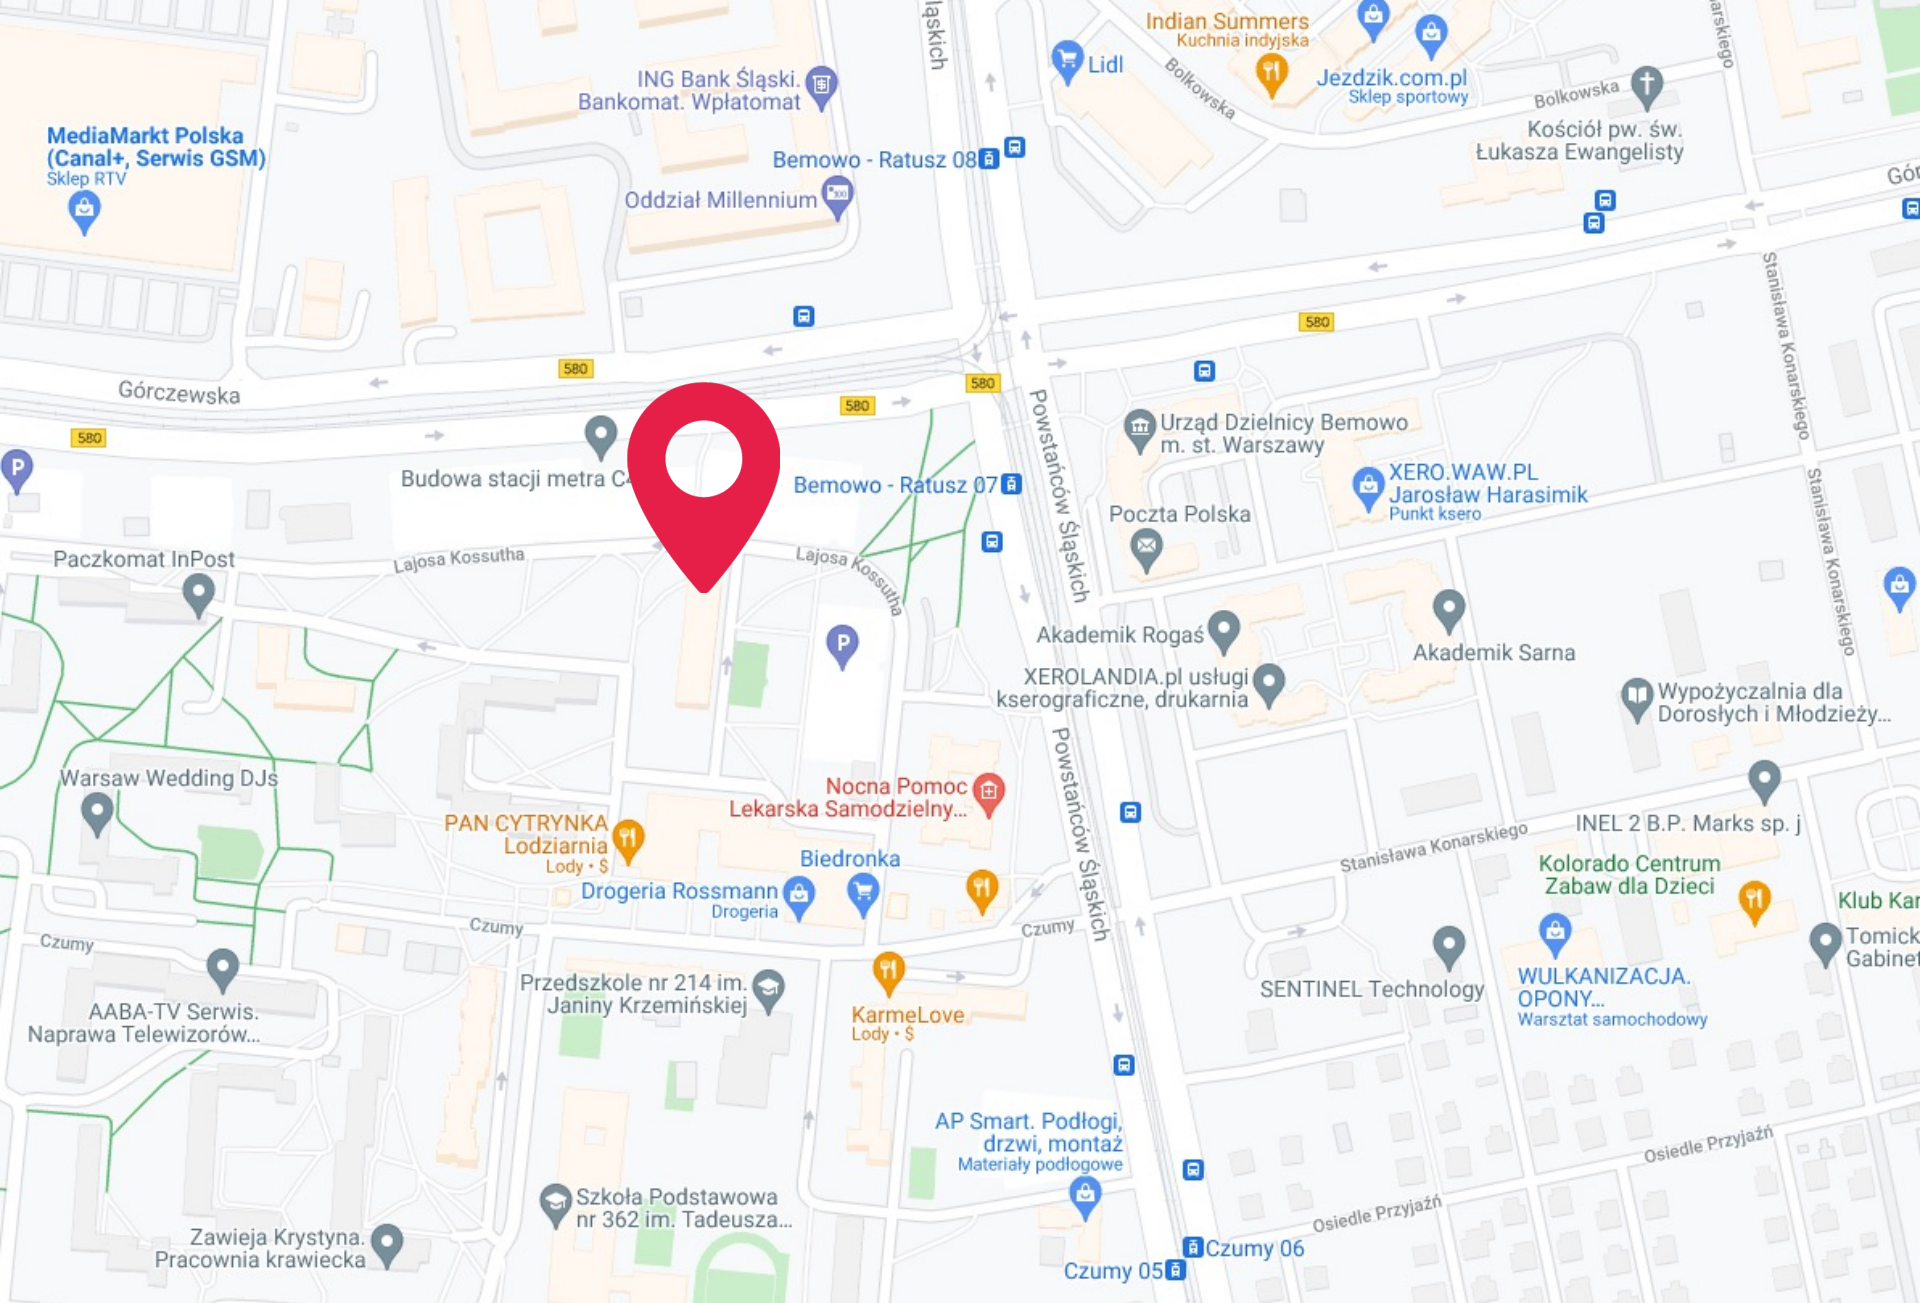 ląskich
Indian Summers
Kuchnia indyjska
Lidl
Bolkowska
Jezdzik.com.pl
Sklep sportowy
Bolkowska
arskiego
Kościół pw. św.
Łukasza Ewangelisty
ING Bank Śląski.
Bankomat. Wpłatomat
MediaMarkt Polska
(Canal+, Serwis GSM)
Sklep RTV
Bemowo - Ratusz 08
Oddział Millennium
Gór
Stanisława Konarskiego
580
580
580
580
580
Górczewska
Powstańców Śląskich
Urząd Dzielnicy Bemowo
m. st. Warszawy
P
Budowa stacji metra C4
Bemowo - Ratusz 07
XERO.WAW.PL
Jarosław Harasimik
Punkt ksero
Poczta Polska
Stanisława Konarskiego
Paczkomat InPost
Lajosa Kossutha
Lajosa Kossutha
P
Akademik Rogaś
Akademik Sarna
XEROLANDIA.pl usługi
kserograficzne, drukarnia
Wypożyczalnia dla
Dorosłych i Młodzieży...
Powstańców Śląskich
Warsaw Wedding DJs
Nocna Pomoc
Lekarska Samodzielny...
PAN CYTRYNKA
Lodziarnia
Lody • $
Biedronka
Drogeria Rossmann
Drogeria
Stanisława Konarskiego
INEL 2 B.P. Marks sp. j
Kolorado Centrum
Zabaw dla Dzieci
Klub Kar
Czumy
Czumy
Czumy
Tomick
Gabinet
Przedszkole nr 214 im.
Janiny Krzemińskiej
SENTINEL Technology
WULKANIZACJA.
OPONY...
Warsztat samochodowy
AABA-TV Serwis.
Naprawa Telewizorów...
KarmeLove
Lody • $
AP Smart. Podłogi,
drzwi, montaż
Materiały podłogowe
Osiedle Przyjaźń
Osiedle Przyjaźń
Szkoła Podstawowa
nr 362 im. Tadeusza...
Zawieja Krystyna.
Pracownia krawiecka
Czumy 06
Czumy 05